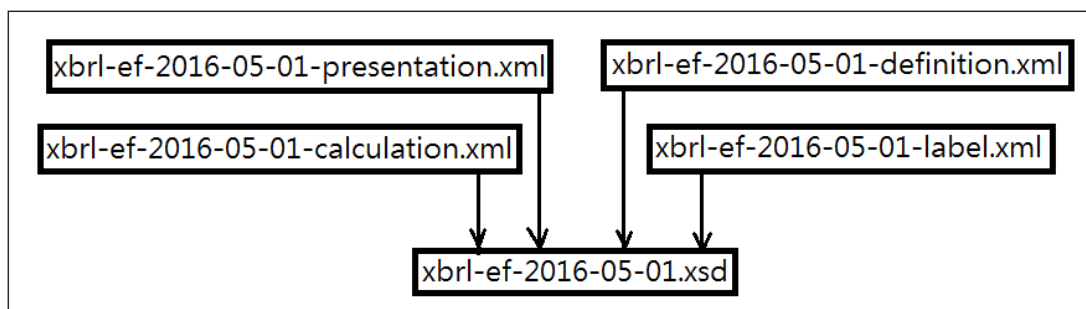 xbrl-ef-2016-05-01-presentation.xml
xbrl-ef-2016-05-01-definition.xml
xbrl-ef-2016-05-01-calculation.xml
xbrl-ef-2016-05-01-label.xml
xbrl-ef-2016-05-01.xsd